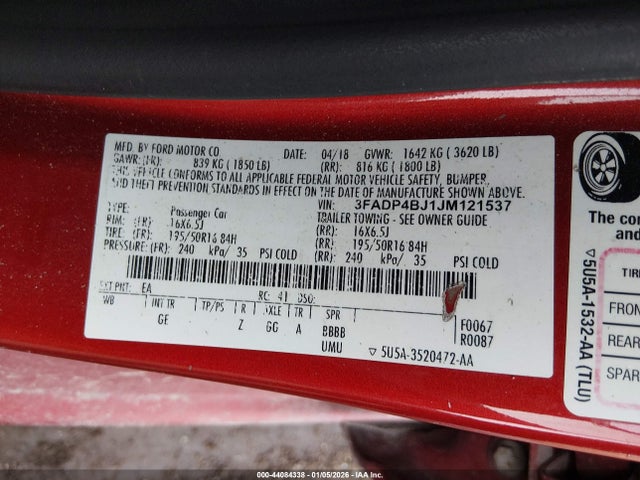 MFD. BY FORD MOTOR CO. DATE: 04/18 GVWR: 1642 KG ( 3620 LB)
GAWR: (FR): 839 KG ( 1850 LB) (RR): 816 KG ( 1800 LB)
THIS VEHICLE CONFORMS TO ALL APPLICABLE FEDERAL MOTOR VEHICLE SAFETY, BUMPER,
AND THEFT PREVENTION STANDARDS IN EFFECT ON THE DATE OF MANUFACTURE SHOWN ABOVE.
VIN: 3FADP4BJ1JM121537
TYPE: Passenger Car TRAILER TOWING - SEE OWNER GUIDE
RIM: (FR) 16X6.5J (RR): 16X6.5J
TIRE: (FR): 195/50R16 84H (RR): 195/50R16 84H
PRESSURE: (FR): 240 kPa/ 35 PSI COLD (RR): 240 kPa/ 35 PSI COLD
EXT PNT: EA RC: 41 DSO:
WB INT TR TP/PS R AXLE TR SPR
GE Z GG A BBBB
UMU
F0067
R0087
▽5U5A-3520472-AA
The co
and
TIR
FRON
REAR
SPAR
▽5U5A-1532-AA (TLU)
000-44084338 - 01/05/2026 - ©IAA Inc.